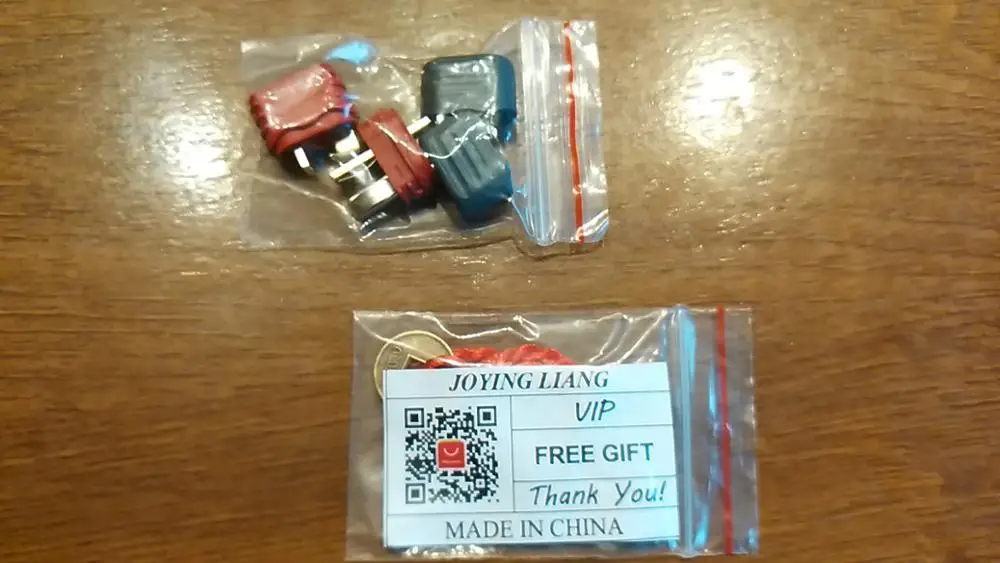 JOYING LIANG
VIP
FREE GIFT
Thank You!
MADE IN CHINA